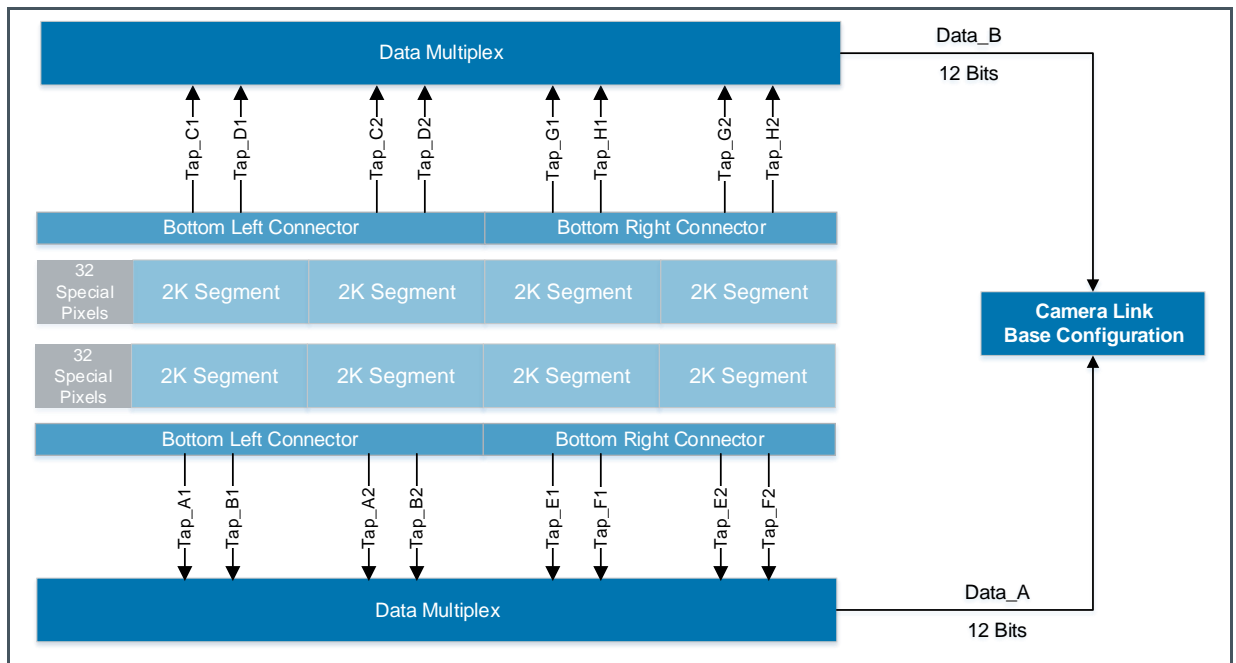 Data Multiplex
Data_B
12 Bits
Tap_C1
Tap_D1
Tap_C2
Tap_D2
Tap_G1
Tap_H1
Tap_G2
Tap_H2
Bottom Left Connector
Bottom Right Connector
32
Special
Pixels
2K Segment
2K Segment
2K Segment
2K Segment
Camera Link
Base Configuration
32
Special
Pixels
2K Segment
2K Segment
2K Segment
2K Segment
Bottom Left Connector
Bottom Right Connector
Tap_A1
Tap_B1
Tap_A2
Tap_B2
Tap_E1
Tap_F1
Tap_E2
Tap_F2
Data Multiplex
Data_A
12 Bits